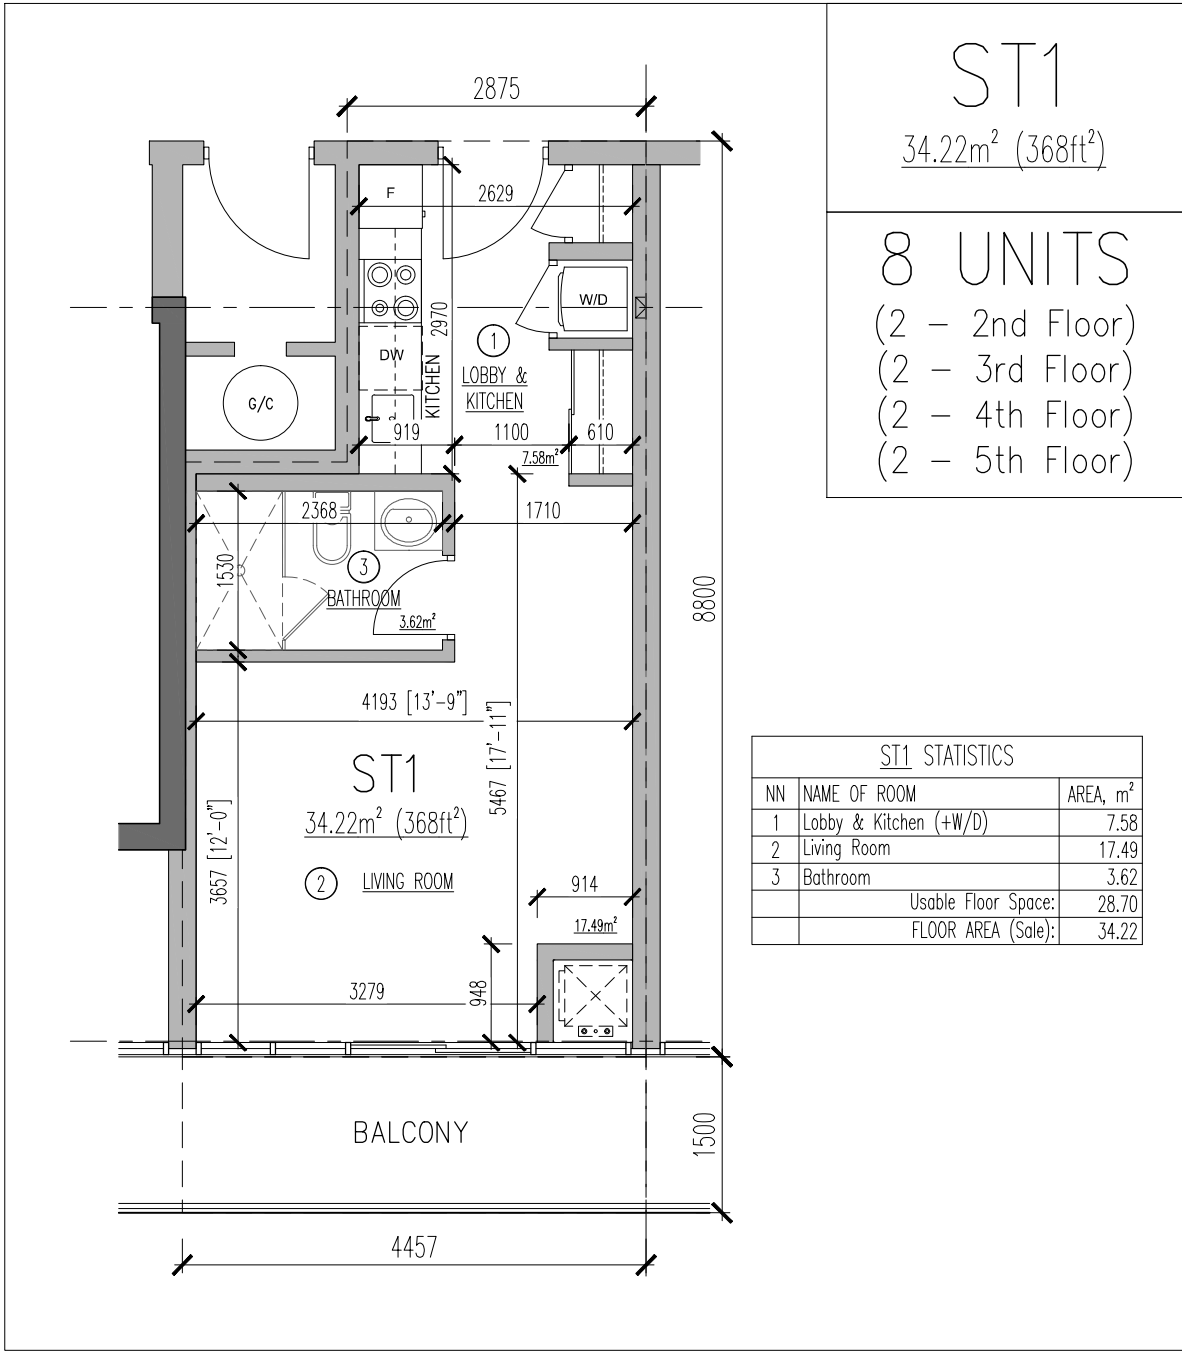 ST1
34.22m² (368ft²)
8 UNITS
(2 – 2nd Floor)
(2 – 3rd Floor)
(2 – 4th Floor)
(2 – 5th Floor)
2875
F
2629
W/D
2970
KITCHEN
1
LOBBY &
KITCHEN
DW
G/C
919
1100
610
7.58m²
2368
1710
1530
3
BATHROOM
3.62m²
8800
4193 [13'-9"]
5467 [17'-11"]
ST1
34.22m² (368ft²)
3657 [12'-0"]
2
LIVING ROOM
914
17.49m²
948
3279
BALCONY
1500
4457
ST1 STATISTICS
NN NAME OF ROOM AREA, m²
1 Lobby & Kitchen (+W/D) 7.58
2 Living Room 17.49
3 Bathroom 3.62
Usable Floor Space: 28.70
FLOOR AREA (Sale): 34.22